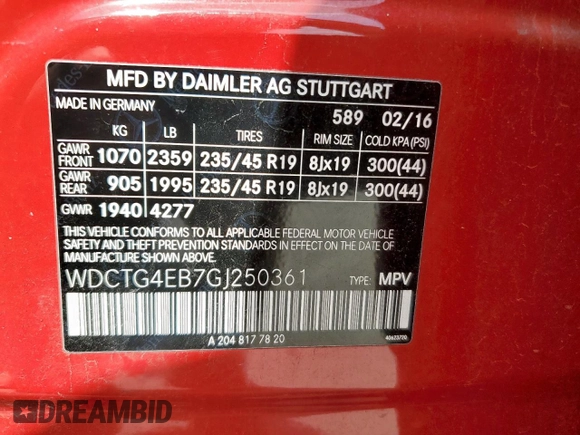 MFD BY DAIMLER AG STUTTGART
MADE IN GERMANY 589 02/16
KG LB TIRES RIM SIZE COLD KPA (PSI)
GAWR FRONT 1070 2359 235/45 R19 8Jx19 300(44)
GAWR REAR 905 1995 235/45 R19 8Jx19 300(44)
GWR 1940 4277
THIS VEHICLE CONFORMS TO ALL APPLICABLE FEDERAL MOTOR VEHICLE
SAFETY AND THEFT PREVENTION STANDARDS IN EFFECT ON THE DATE OF
MANUFACTURE SHOWN ABOVE.
WDCTG4EB7GJ250361 TYPE: MPV
A 204 817 78 20
DREAMBID